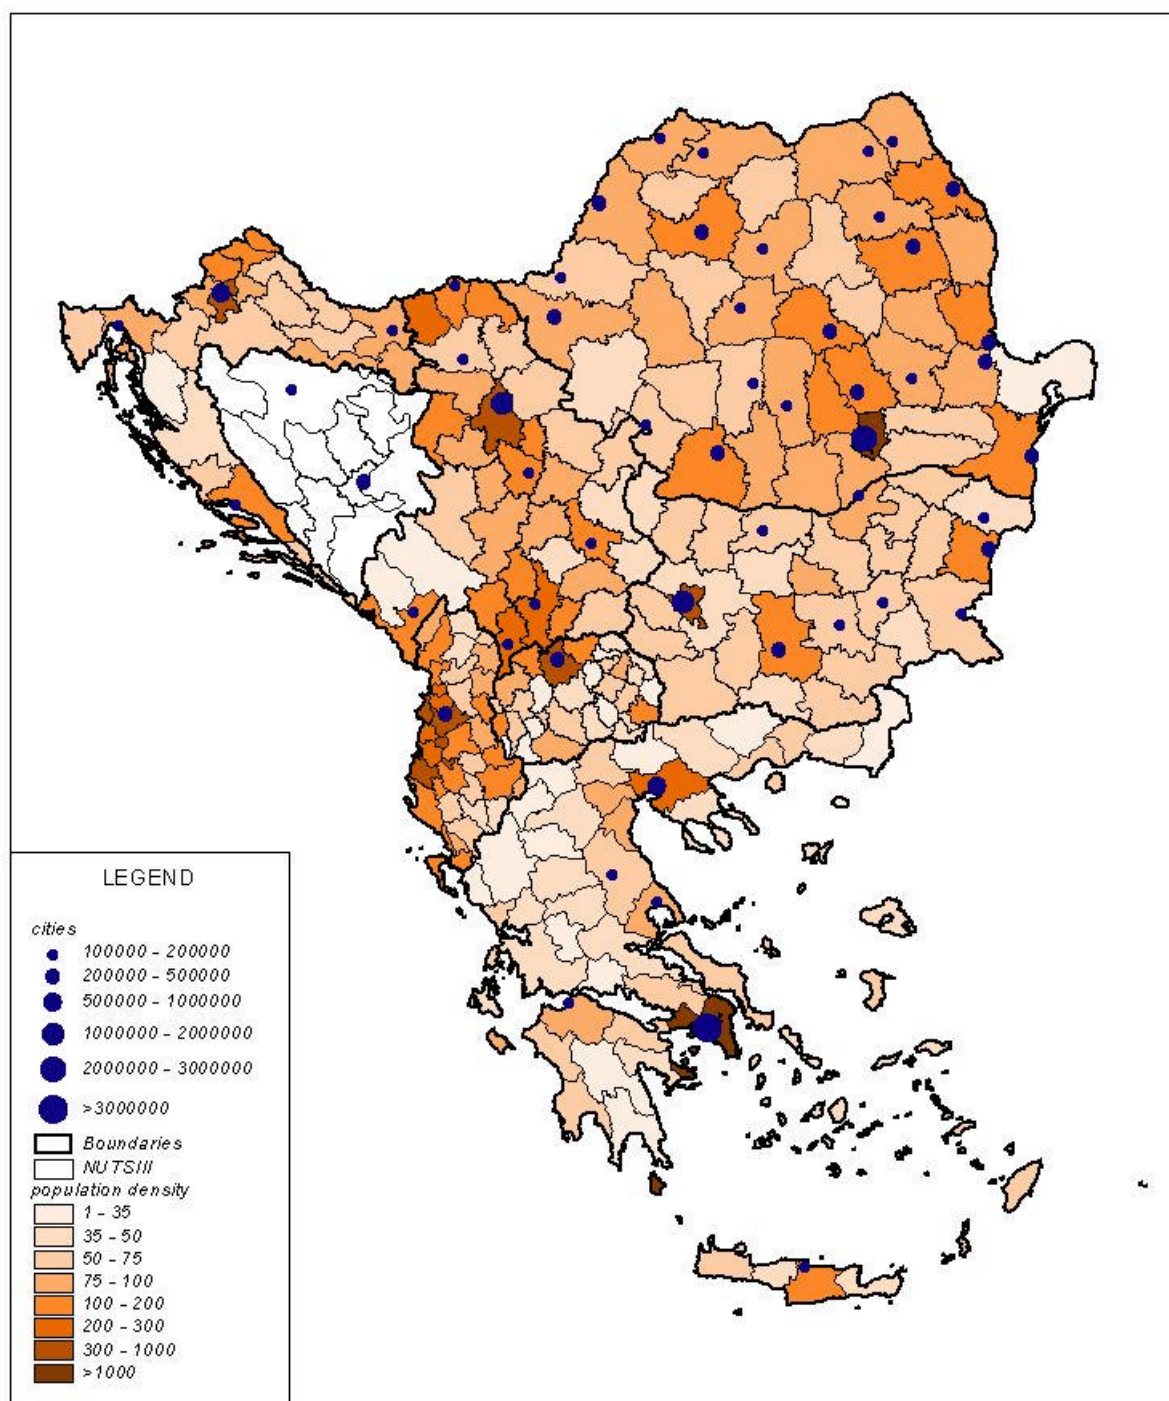 LEGEND
cities
100000 - 200000
200000 - 500000
500000 - 1000000
1000000 - 2000000
2000000 - 3000000
>3000000
Boundaries
NUTSIII
population density
1 - 35
35 - 50
50 - 75
75 - 100
100 - 200
200 - 300
300 - 1000
>1000